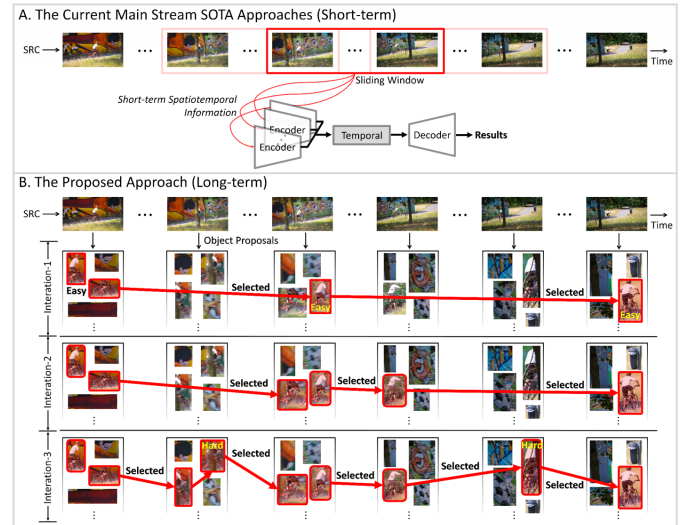 A. The Current Main Stream SOTA Approaches (Short-term)
SRC
Time
Sliding Window
Short-term Spatiotemporal
Information
Encoder
Encoder
Temporal
Decoder
Results
B. The Proposed Approach (Long-term)
SRC
Time
Object Proposals
Interation-1
Easy
Selected
Easy
Selected
Easy
Interation-2
Selected
Selected
Selected
Interation-3
Selected
Hard
Selected
Selected
Selected
Hard
Selected